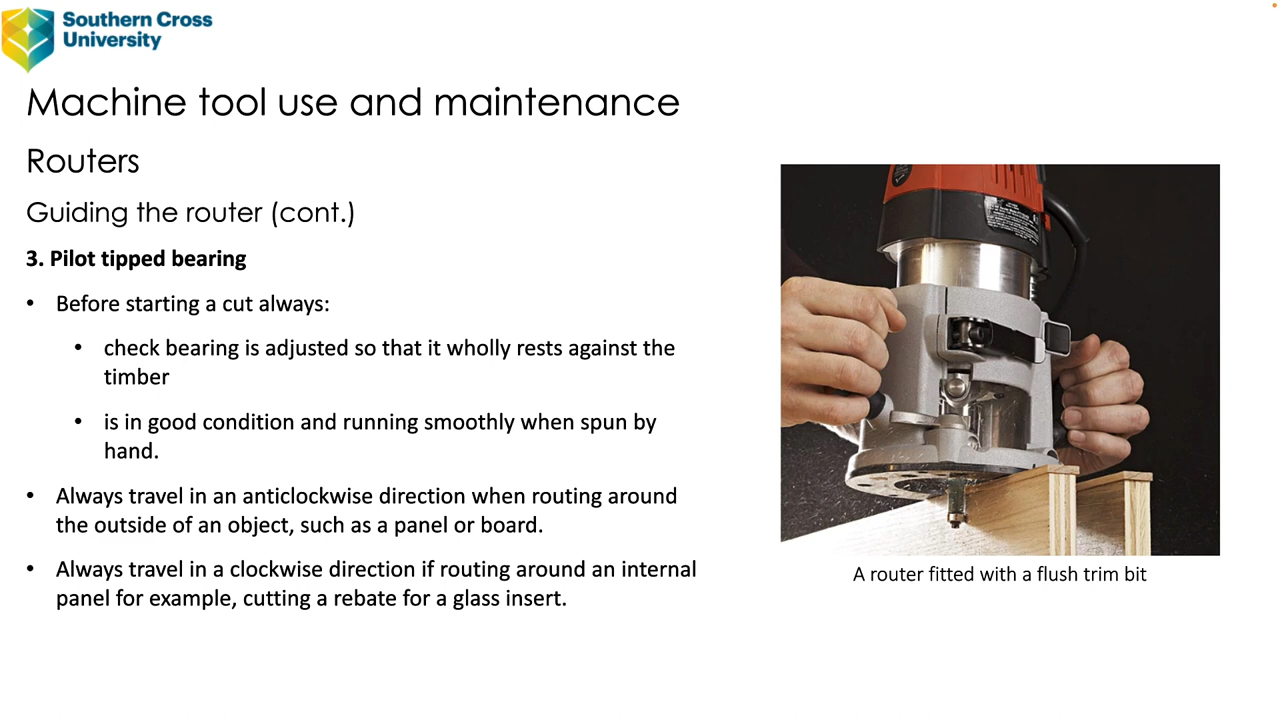 Southern Cross
University
Machine tool use and maintenance
Routers
Guiding the router (cont.)
3. Pilot tipped bearing
• Before starting a cut always:
• check bearing is adjusted so that it wholly rests against the
timber
• is in good condition and running smoothly when spun by
hand.
• Always travel in an anticlockwise direction when routing around
the outside of an object, such as a panel or board.
• Always travel in a clockwise direction if routing around an internal
panel for example, cutting a rebate for a glass insert.
A router fitted with a flush trim bit